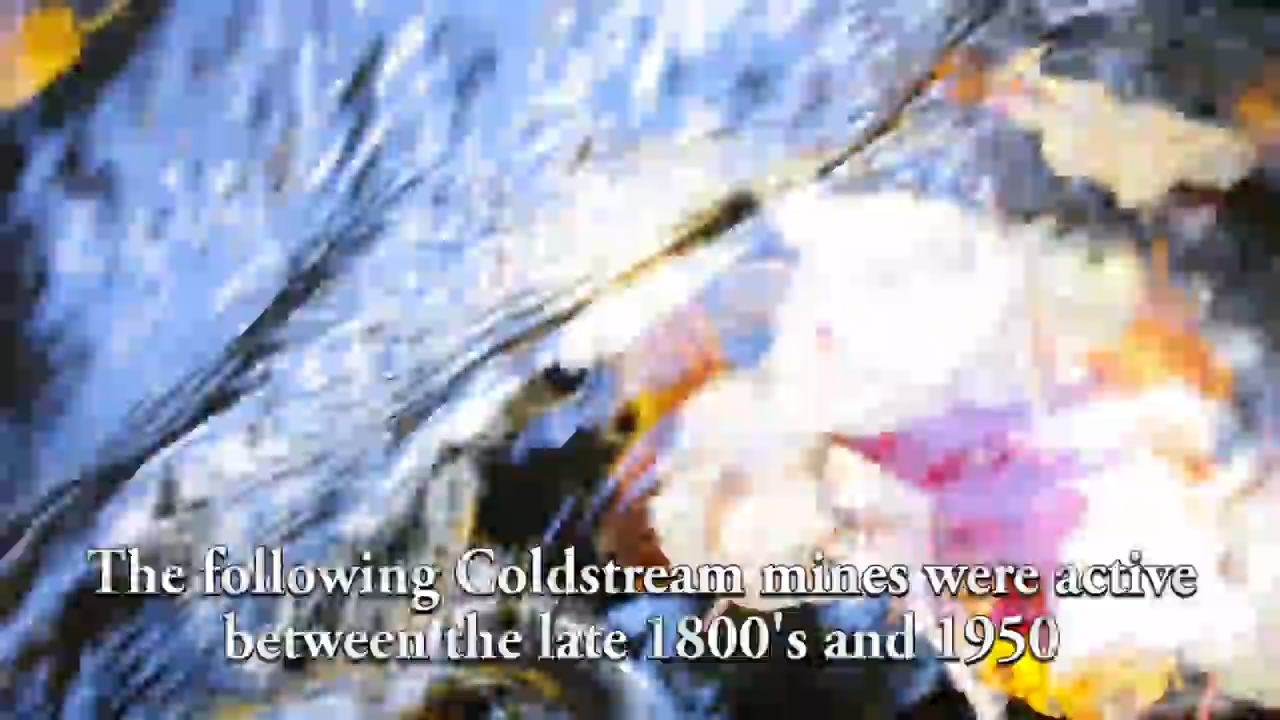 The following Coldstream mines were active
between the late 1800's and 1950